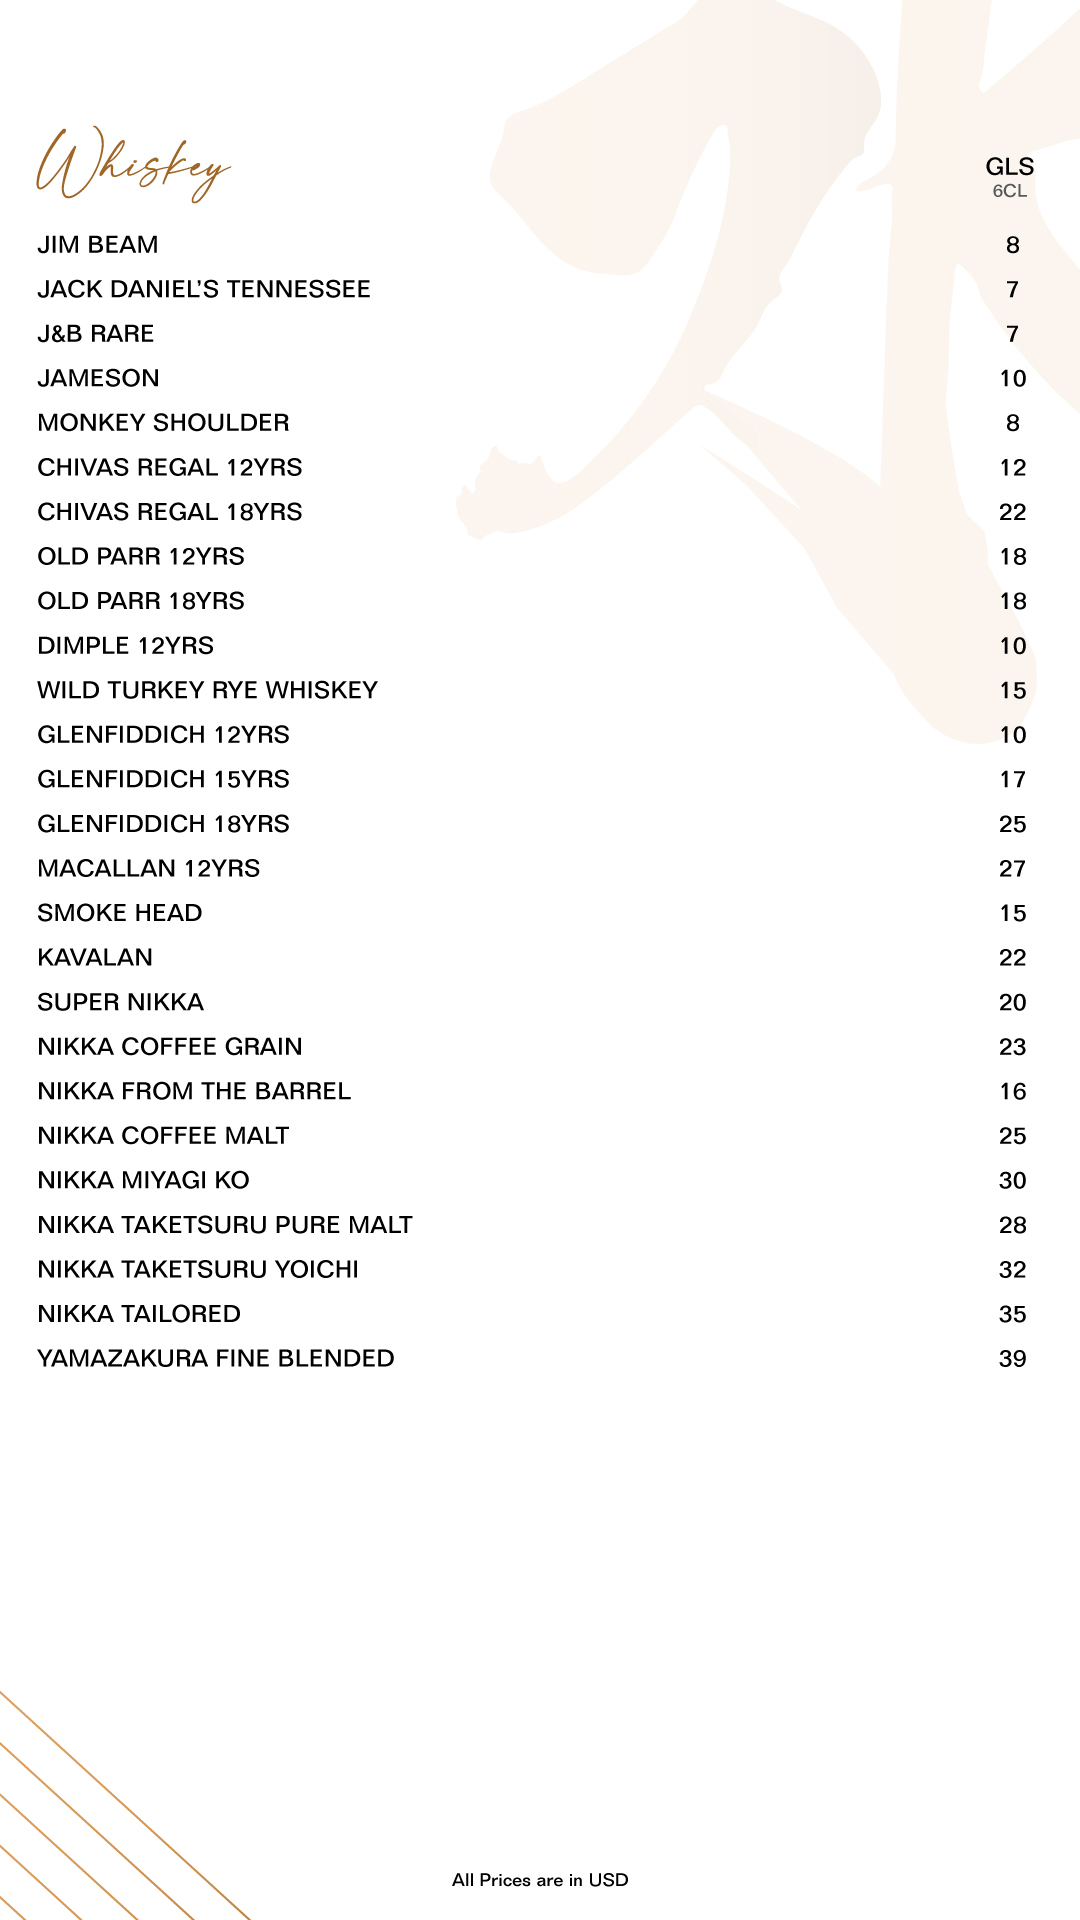 Whiskey
GLS
6CL
JIM BEAM 8
JACK DANIEL’S TENNESSEE 7
J&B RARE 7
JAMESON 10
MONKEY SHOULDER 8
CHIVAS REGAL 12YRS 12
CHIVAS REGAL 18YRS 22
OLD PARR 12YRS 18
OLD PARR 18YRS 18
DIMPLE 12YRS 10
WILD TURKEY RYE WHISKEY 15
GLENFIDDICH 12YRS 10
GLENFIDDICH 15YRS 17
GLENFIDDICH 18YRS 25
MACALLAN 12YRS 27
SMOKE HEAD 15
KAVALAN 22
SUPER NIKKA 20
NIKKA COFFEE GRAIN 23
NIKKA FROM THE BARREL 16
NIKKA COFFEE MALT 25
NIKKA MIYAGI KO 30
NIKKA TAKETSURU PURE MALT 28
NIKKA TAKETSURU YOICHI 32
NIKKA TAILORED 35
YAMAZAKURA FINE BLENDED 39
All Prices are in USD